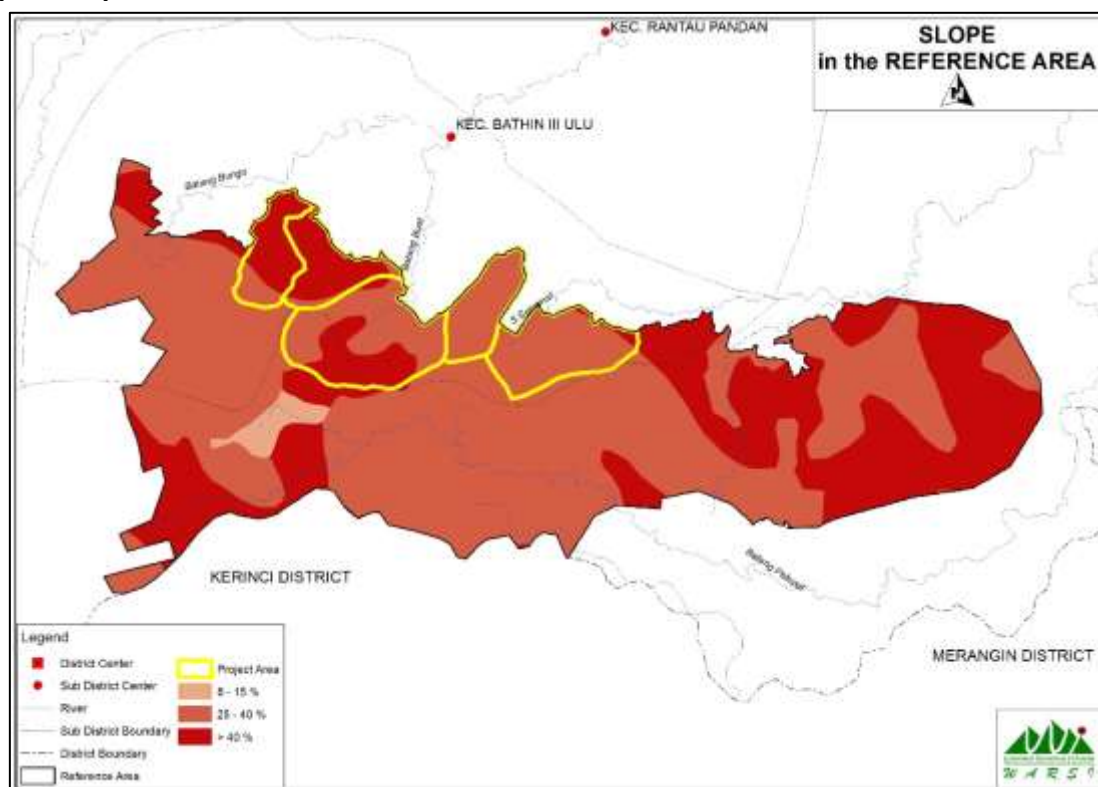 KEC. RANTAU PANDAN
SLOPE
in the REFERENCE AREA
KEC. BATHIN III ULU
Batang Bungo
Batang Buat
KERINCI DISTRICT
MERANGIN DISTRICT
Legend
District Center
Sub District Center
River
Sub District Boundary
District Boundary
Reference Area
Project Area
8 - 15 %
25 - 40 %
> 40 %
WARSI